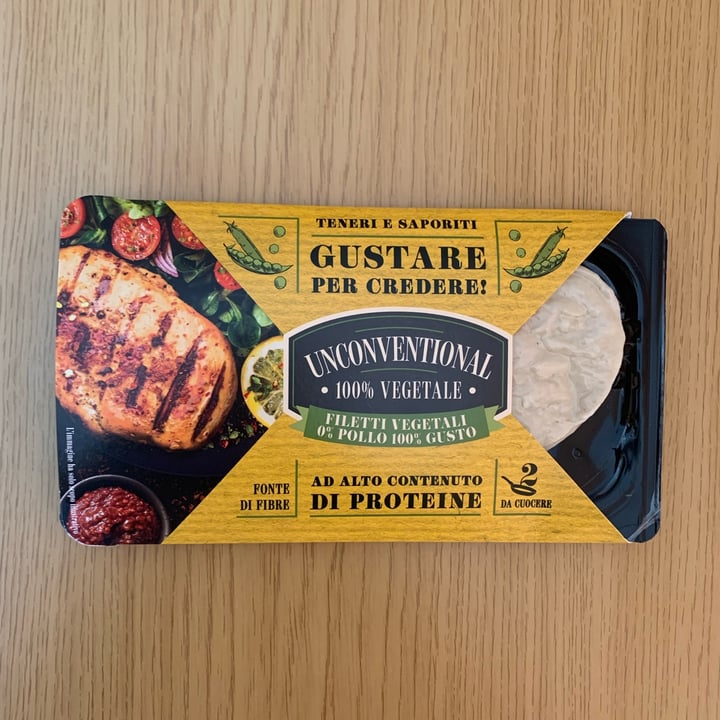 TENERI E SAPORITI
GUSTARE
PER CREDERE!
UNCONVENTIONAL
• 100% VEGETALE •
FILETTI VEGETALI
0% POLLO 100% GUSTO
FONTE
DI FIBRE
AD ALTO CONTENUTO
DI PROTEINE
2
DA CUOCERE
L'immagine ha solo scopo illustrativo